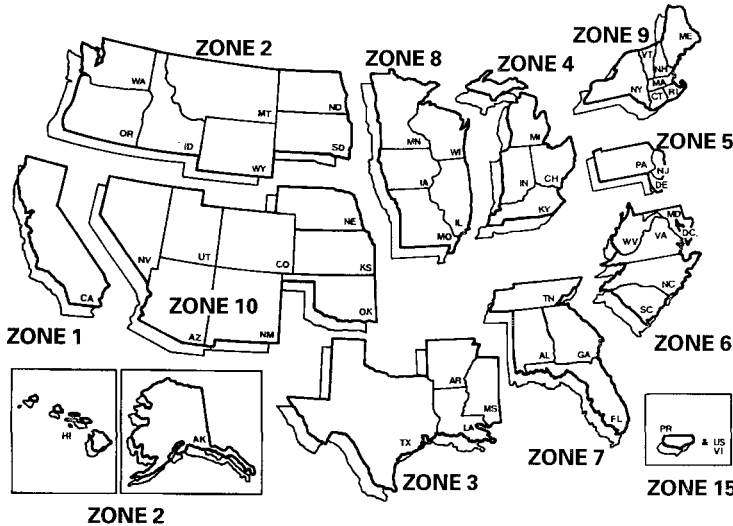 ZONE 2
ZONE 8
ZONE 4
ZONE 9
ME
VT
NH
MA
CT
RI
NY
WA
MT
ND
OR
ID
WY
SD
MN
WI
MI
IA
IL
MO
IN
OH
KY
ZONE 5
PA
NJ
DE
MD
DC.
WV
VA
NC
SC
ZONE 6
CA
ZONE 1
NV
UT
CO
NE
KS
OK
ZONE 10
AZ
NM
TN
AL
GA
FL
ZONE 7
AR
MS
LA
TX
ZONE 3
HI
AK
ZONE 2
PR
& US
VI
ZONE 15